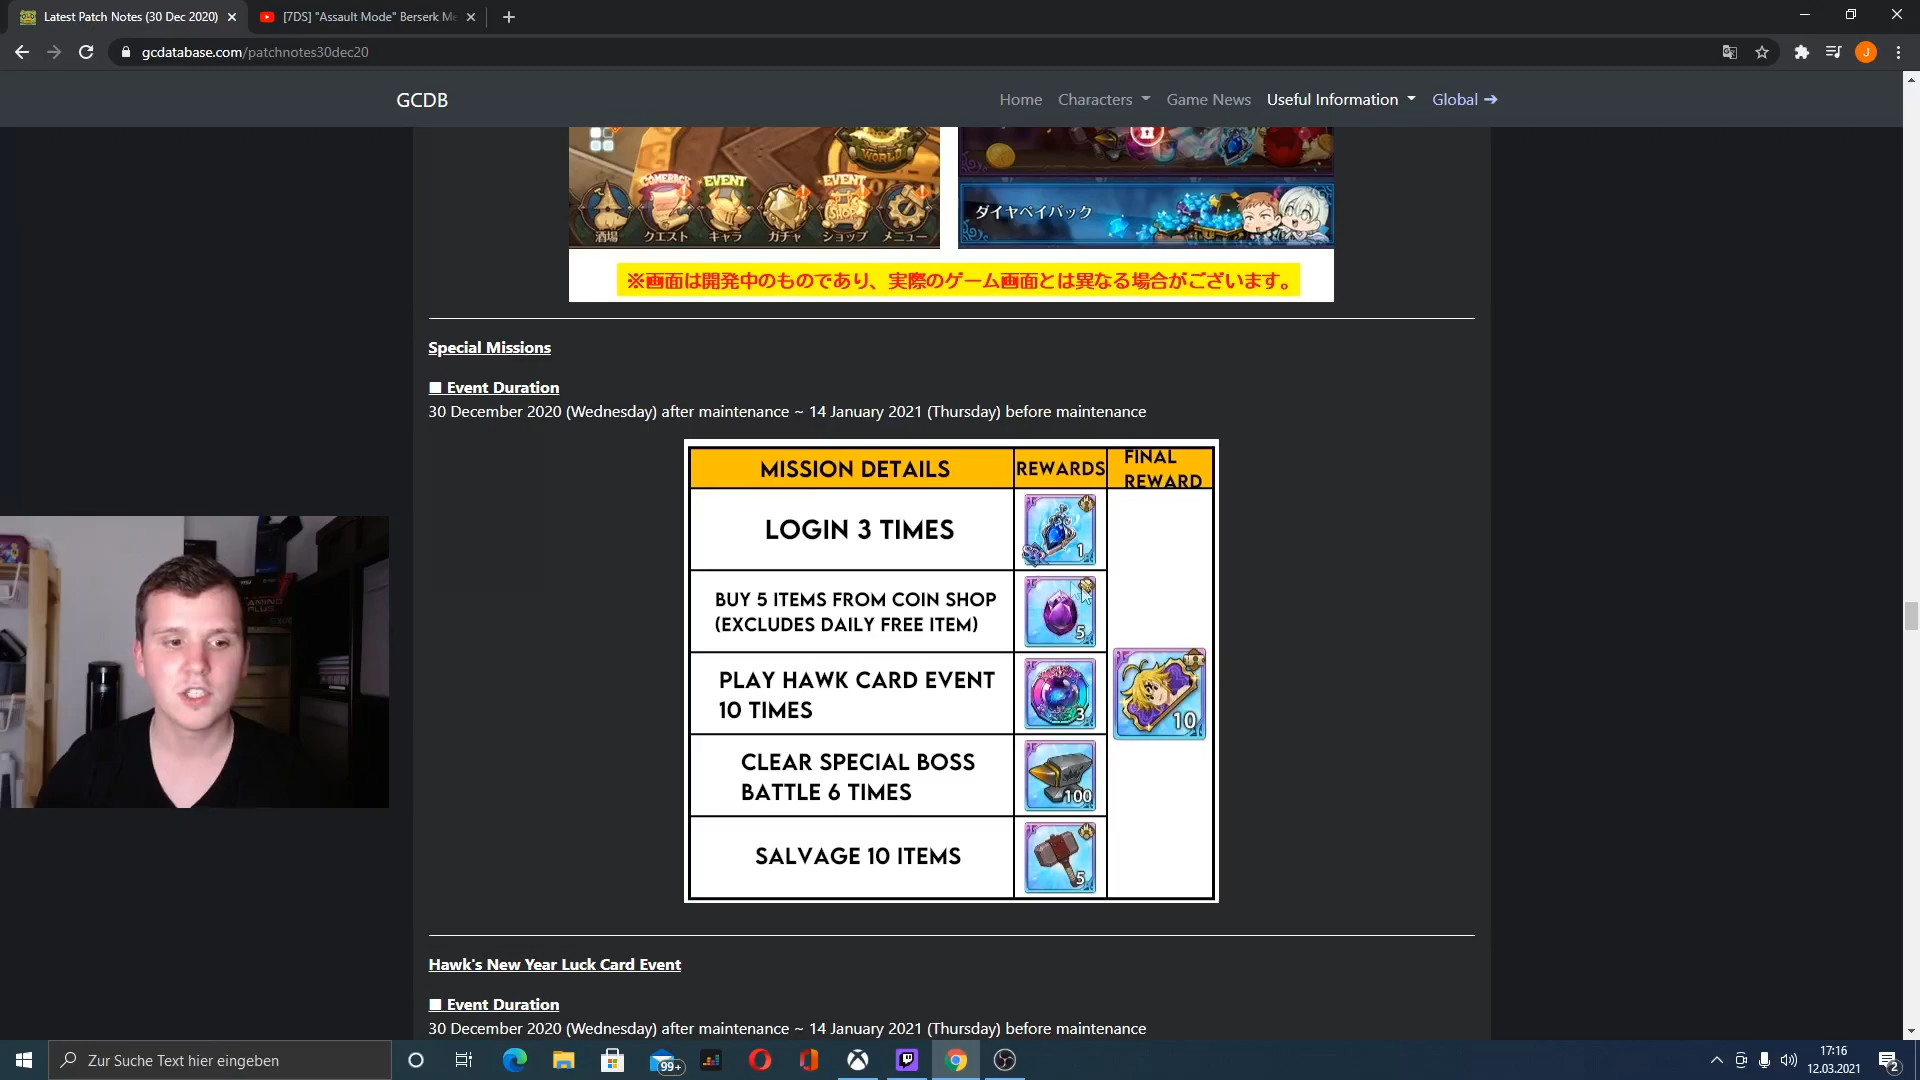 Latest Patch Notes (30 Dec 2020)
[7DS] "Assault Mode" Berserk Me
gcdatabase.com/patchnotes30dec20
J
GCDB
Home
Characters
Game News
Useful Information
Global
WORLD
COMEBACK
EVENT
EVENT
SHOP
酒場
クエスト
キャラ
ガチャ
ショップ
メニュー
ダイヤペイバック
※画面は開発中のものであり、実際のゲーム画面とは異なる場合がございます。
Special Missions
■ Event Duration
30 December 2020 (Wednesday) after maintenance ~ 14 January 2021 (Thursday) before maintenance
MISSION DETAILS
REWARDS
FINAL
REWARD
LOGIN 3 TIMES
1
BUY 5 ITEMS FROM COIN SHOP
(EXCLUDES DAILY FREE ITEM)
5
PLAY HAWK CARD EVENT
10 TIMES
3
10
CLEAR SPECIAL BOSS
BATTLE 6 TIMES
100
SALVAGE 10 ITEMS
5
Hawk's New Year Luck Card Event
■ Event Duration
30 December 2020 (Wednesday) after maintenance ~ 14 January 2021 (Thursday) before maintenance
Zur Suche Text hier eingeben
99+
17:16
12.03.2021
2